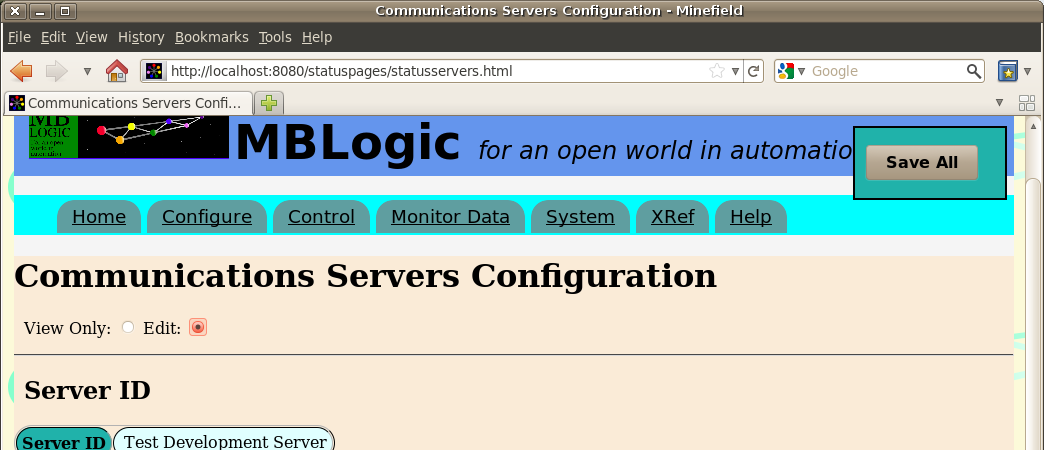 Communications Servers Configuration - Minefield
File Edit View History Bookmarks Tools Help
http://localhost:8080/statuspages/statusservers.html
Google
Communications Servers Confi...
MB
LOGIC
MBLogic for an open world in automatio
Save All
Home Configure Control Monitor Data System XRef Help
Communications Servers Configuration
View Only: Edit:
Server ID
Server ID Test Development Server